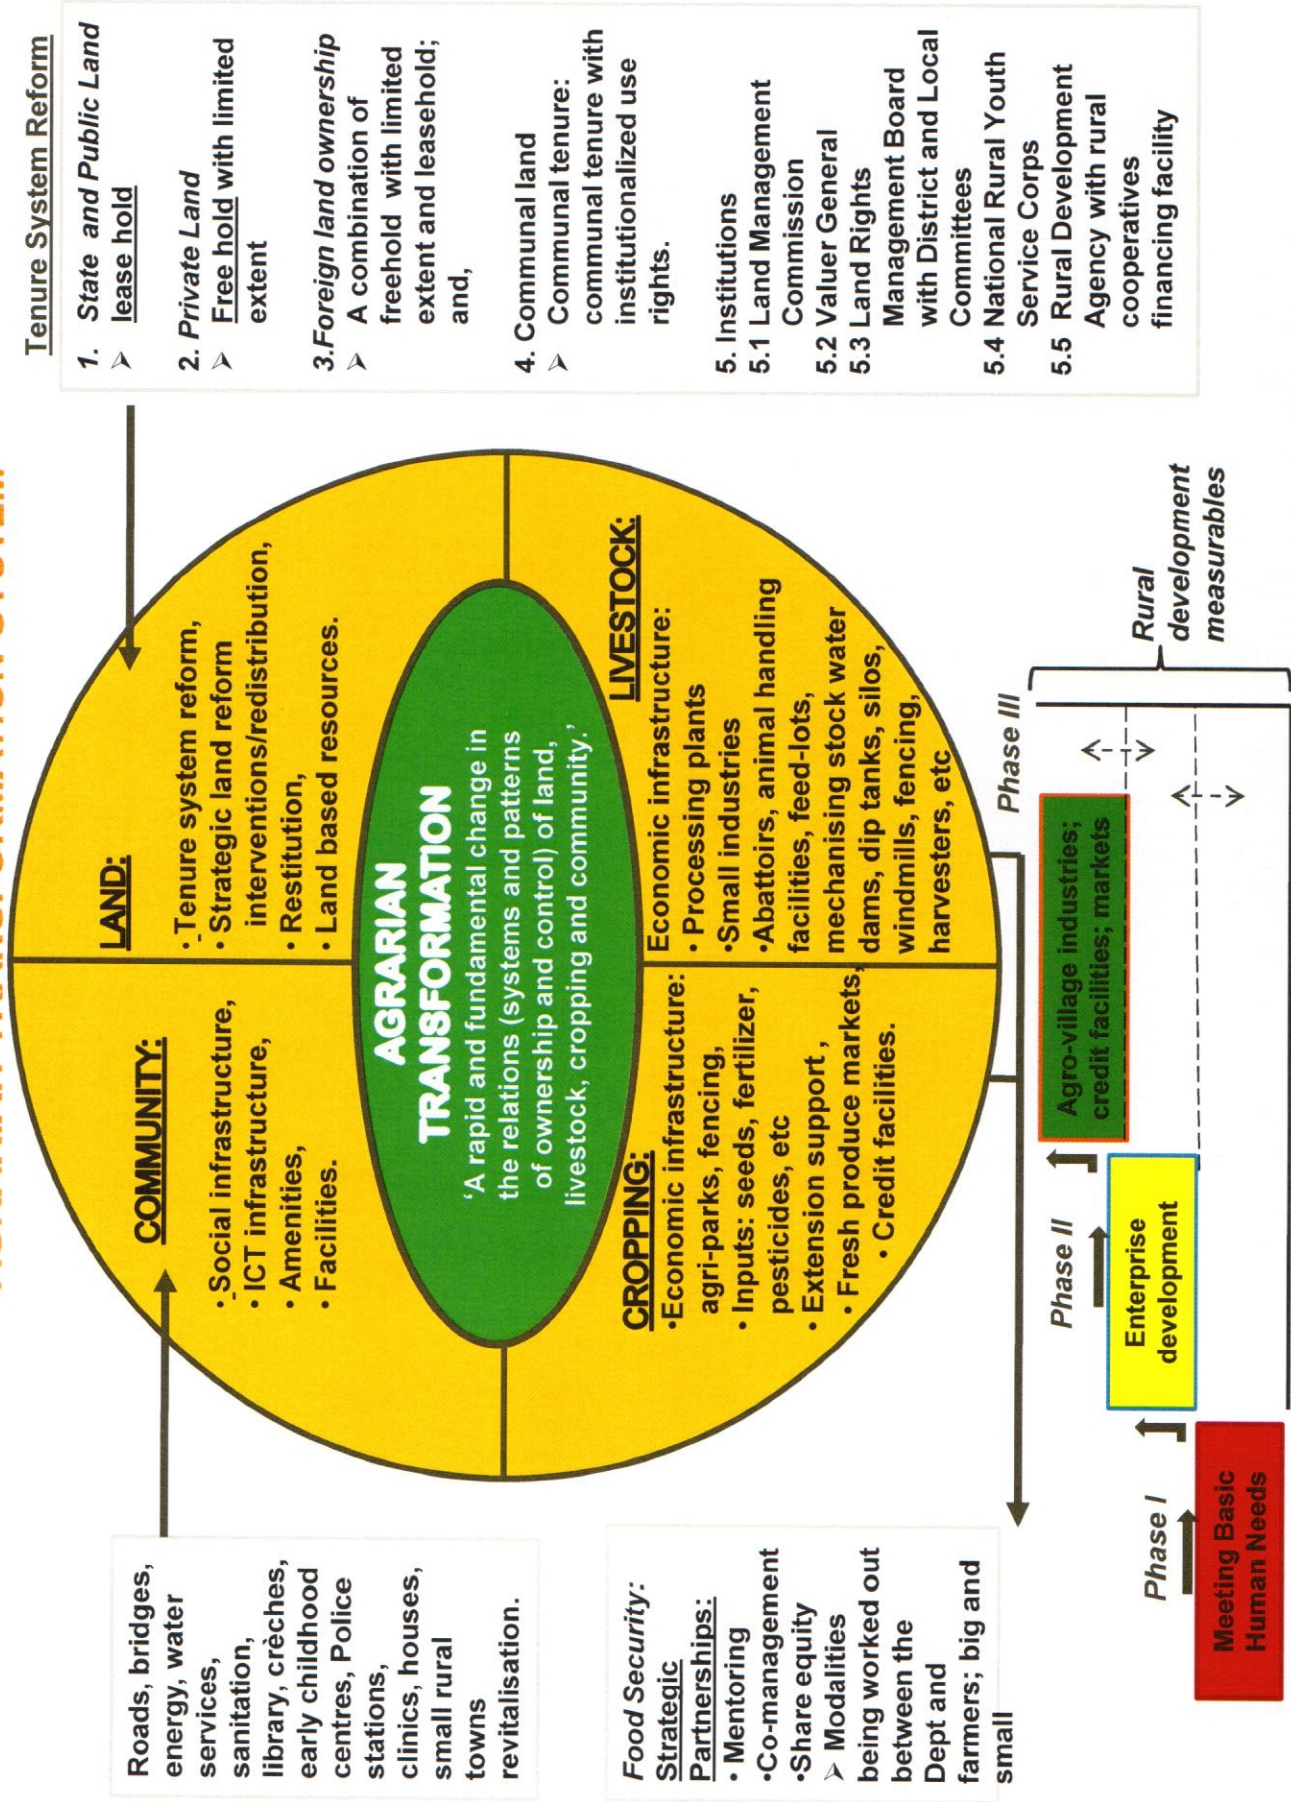 AGRARIAN TRANSFORMATION SYSTEM
Tenure System Reform
1. State and Public Land
➢ lease hold
2. Private Land
➢ Free hold with limited
extent
3.Foreign land ownership
➢ A combination of
freehold with limited
extent and leasehold;
and,
4. Communal land
➢ Communal tenure:
communal tenure with
institutionalized use
rights.
5. Institutions
5.1 Land Management
Commission
5.2 Valuer General
5.3 Land Rights
Management Board
with District and Local
Committees
5.4 National Rural Youth
Service Corps
5.5 Rural Development
Agency with rural
cooperatives
financing facility
Roads, bridges,
energy, water
services,
sanitation,
library, crèches,
early childhood
centres, Police
stations,
clinics, houses,
small rural
towns
revitalisation.
COMMUNITY:
• Social infrastructure,
• ICT infrastructure,
• Amenities,
• Facilities.
LAND:
• Tenure system reform,
• Strategic land reform
interventions/redistribution,
• Restitution,
• Land based resources.
AGRARIAN
TRANSFORMATION
‘A rapid and fundamental change in
the relations (systems and patterns
of ownership and control) of land,
livestock, cropping and community.’
CROPPING:
•Economic infrastructure:
agri-parks, fencing,
• Inputs: seeds, fertilizer,
pesticides, etc
• Extension support ,
• Fresh produce markets,
• Credit facilities.
LIVESTOCK:
Economic infrastructure:
• Processing plants
•Small industries
•Abattoirs, animal handling
facilities, feed-lots,
mechanising stock water
dams, dip tanks, silos,
windmills, fencing,
harvesters, etc
Food Security:
Strategic
Partnerships:
• Mentoring
•Co-management
•Share equity
➢ Modalities
being worked out
between the
Dept and
farmers; big and
small
Phase I
Meeting Basic
Human Needs
Phase II
Enterprise
development
Phase III
Agro-village industries;
credit facilities; markets
Rural
development
measurables